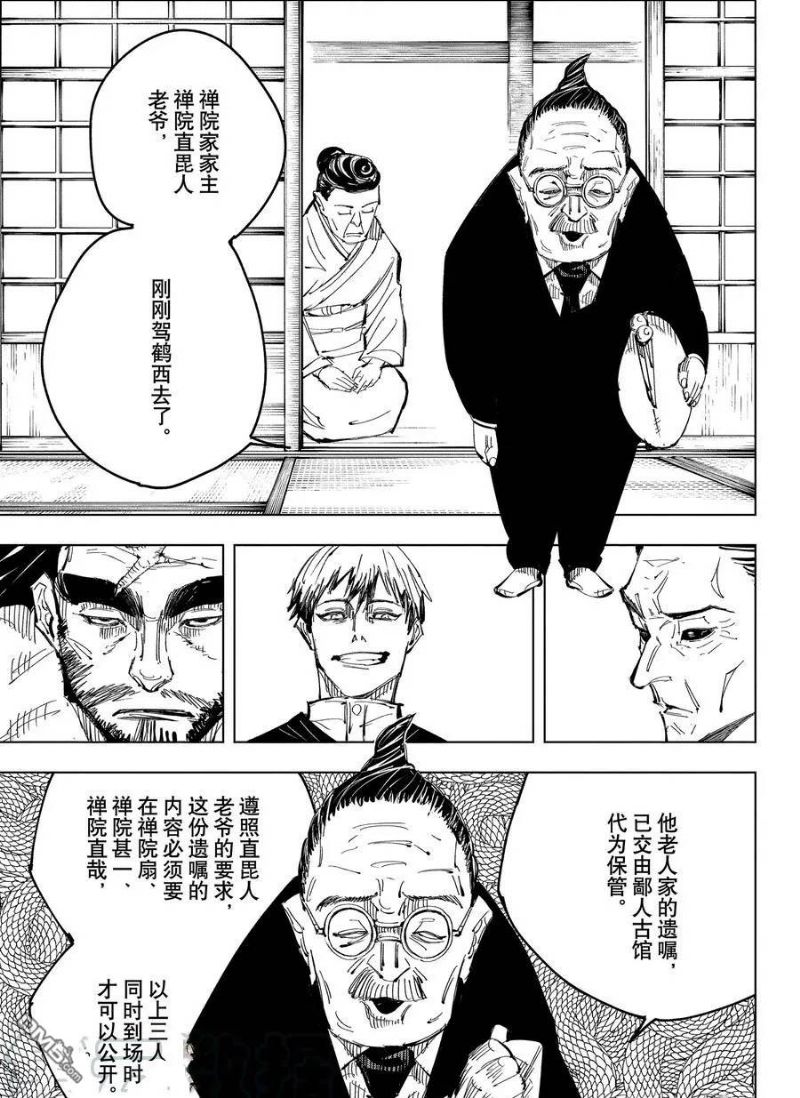 禅院家家主
禅院直毘人
老爷，
刚刚驾鹤西去了。
他老人家的遗嘱，
已交由鄙人古馆
代为保管。
遵照直毘人
老爷的要求，
这份遗嘱的
内容必须要
在禅院扇、
禅院甚一、
禅院直哉，
以上三人
同时到场时
才可以公开。